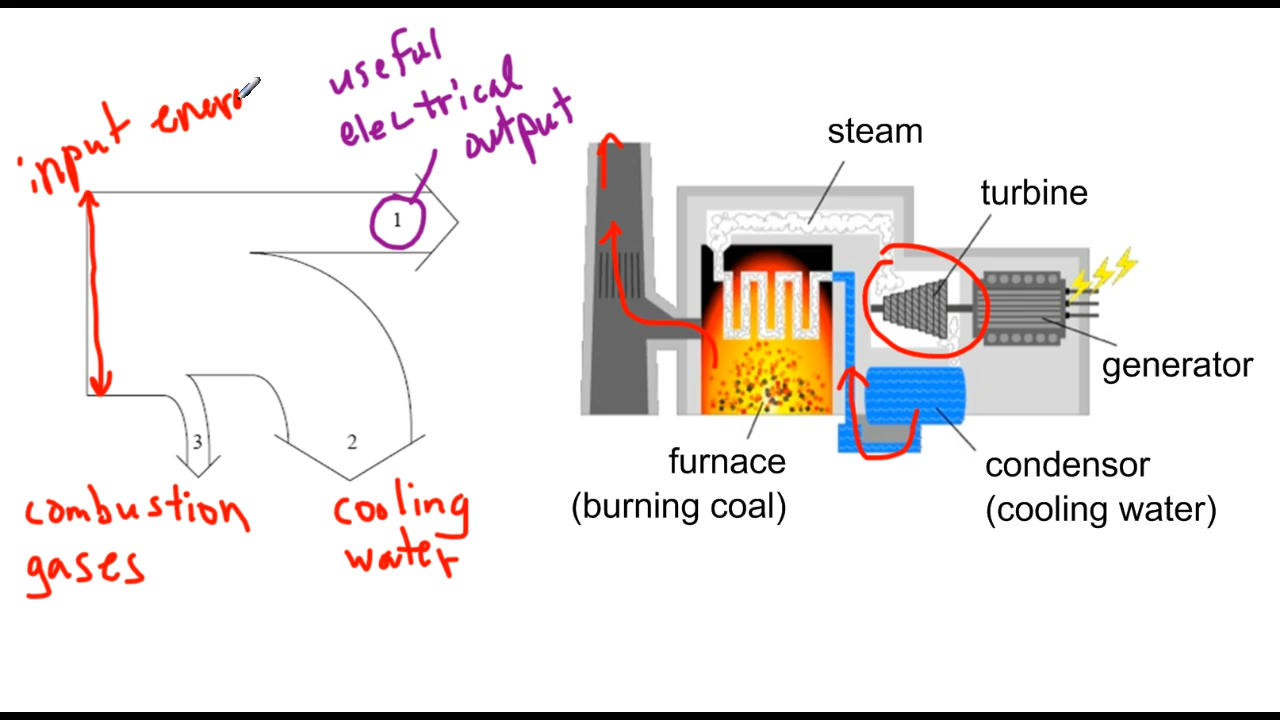 input ener
useful
electrical
output
1
2
3
combustion
gases
cooling
water
steam
turbine
generator
furnace
(burning coal)
condensor
(cooling water)